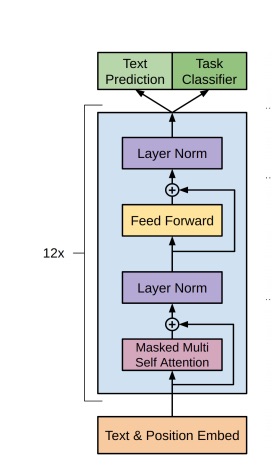 Text
Prediction
Task
Classifier
Layer Norm
+
Feed Forward
12x
Layer Norm
+
Masked Multi
Self Attention
Text & Position Embed